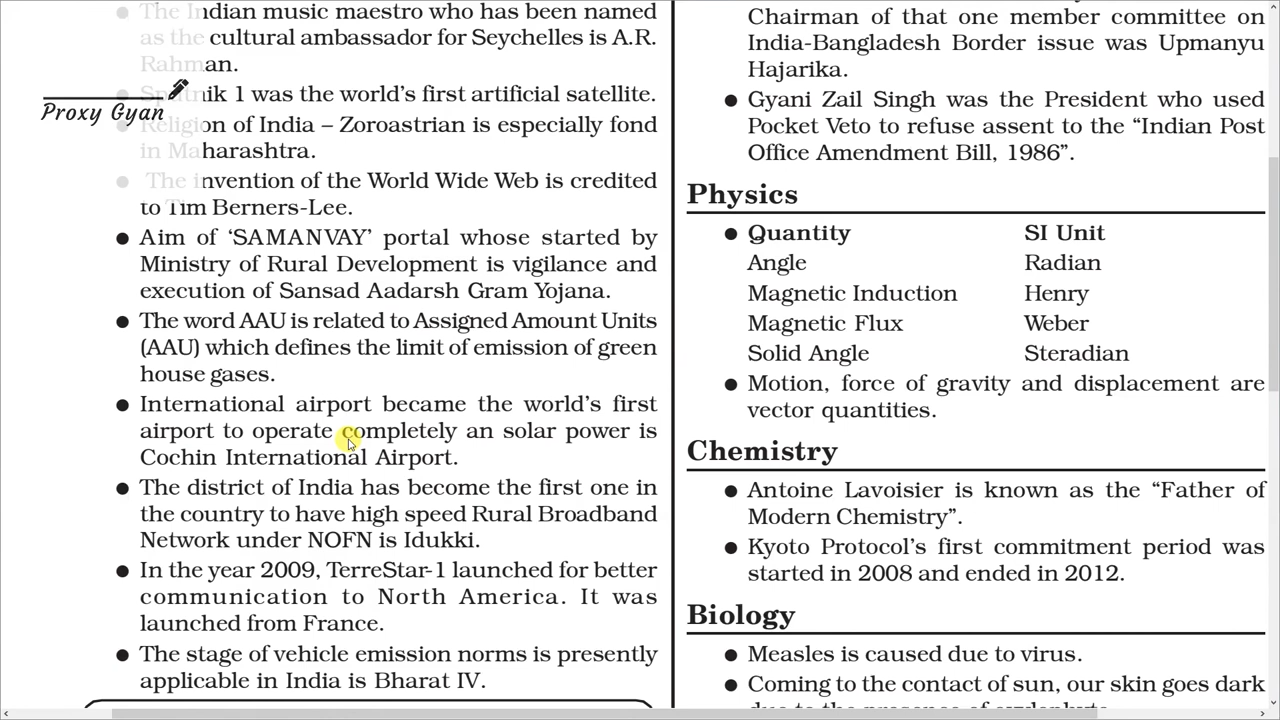 The Indian music maestro who has been named
as the cultural ambassador for Seychelles is A.R.
Rahman.
Sputnik 1 was the world's first artificial satellite.
Proxy Gyan
Religion of India – Zoroastrian is especially fond
in Maharashtra.
The invention of the World Wide Web is credited
to Tim Berners-Lee.
Aim of 'SAMANVAY' portal whose started by
Ministry of Rural Development is vigilance and
execution of Sansad Aadarsh Gram Yojana.
The word AAU is related to Assigned Amount Units
(AAU) which defines the limit of emission of green
house gases.
International airport became the world's first
airport to operate completely an solar power is
Cochin International Airport.
The district of India has become the first one in
the country to have high speed Rural Broadband
Network under NOFN is Idukki.
In the year 2009, TerreStar-1 launched for better
communication to North America. It was
launched from France.
The stage of vehicle emission norms is presently
applicable in India is Bharat IV.
Chairman of that one member committee on
India-Bangladesh Border issue was Upmanyu
Hajarika.
Gyani Zail Singh was the President who used
Pocket Veto to refuse assent to the "Indian Post
Office Amendment Bill, 1986".
Physics
Quantity SI Unit
Angle Radian
Magnetic Induction Henry
Magnetic Flux Weber
Solid Angle Steradian
Motion, force of gravity and displacement are
vector quantities.
Chemistry
Antoine Lavoisier is known as the "Father of
Modern Chemistry".
Kyoto Protocol's first commitment period was
started in 2008 and ended in 2012.
Biology
Measles is caused due to virus.
Coming to the contact of sun, our skin goes dark
due to the presence of